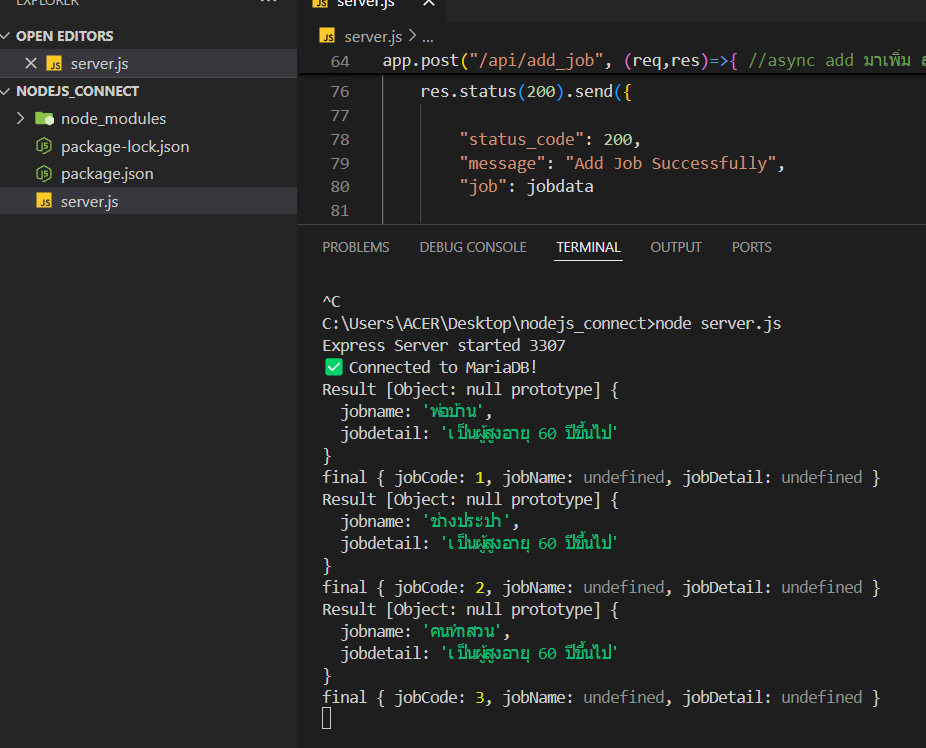 EXPLORER
OPEN EDITORS
server.js
NODEJS_CONNECT
node_modules
package-lock.json
package.json
server.js
server.js
server.js > ...
64 app.post("/api/add_job", (req,res)=>{ //async add มาเพิ่ม
76 res.status(200).send({
77
78 "status_code": 200,
79 "message": "Add Job Successfully",
80 "job": jobdata
81
PROBLEMS DEBUG CONSOLE TERMINAL OUTPUT PORTS
^C
C:\Users\ACER\Desktop\nodejs_connect>node server.js
Express Server started 3307
✅ Connected to MariaDB!
Result [Object: null prototype] {
jobname: 'พ่อบ้าน',
jobdetail: 'เป็นผู้สูงอายุ 60 ปีขึ้นไป'
}
final { jobCode: 1, jobName: undefined, jobDetail: undefined }
Result [Object: null prototype] {
jobname: 'ช่างประปา',
jobdetail: 'เป็นผู้สูงอายุ 60 ปีขึ้นไป'
}
final { jobCode: 2, jobName: undefined, jobDetail: undefined }
Result [Object: null prototype] {
jobname: 'คนทำสวน',
jobdetail: 'เป็นผู้สูงอายุ 60 ปีขึ้นไป'
}
final { jobCode: 3, jobName: undefined, jobDetail: undefined }